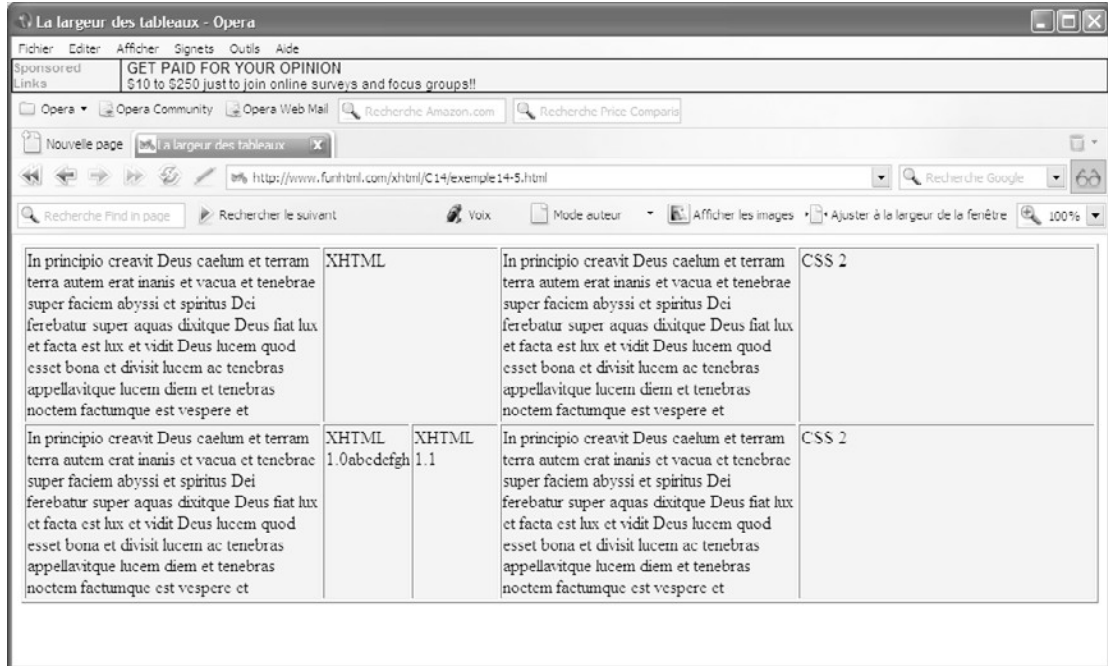 La largeur des tableaux - Opera
Fichier Editer Afficher Signets Outils Aide
Sponsored Links
GET PAID FOR YOUR OPINION
$10 to $250 just to join online surveys and focus groups!!
Opera Opera Community Opera Web Mail Recherche Amazon.com Recherche Price Comparis
Nouvelle page La largeur des tableaux
http://www.funhtml.com/xhtml/C14/exemple14-5.html Recherche Google
Recherche Find in page Rechercher le suivant Voix Mode auteur Afficher les images Ajuster à la largeur de la fenêtre 100%
In principio creavit Deus caelum et terram
terra autem erat inanis et vacua et tenebrae
super faciem abyssi et spiritus Dei
ferebatur super aquas dixitque Deus fiat lux
et facta est lux et vidit Deus lucem quod
esset bona et divisit lucem ac tenebras
appellavitque lucem diem et tenebras
noctem factumque est vespere et
XHTML
In principio creavit Deus caelum et terram
terra autem erat inanis et vacua et tenebrae
super faciem abyssi et spiritus Dei
ferebatur super aquas dixitque Deus fiat lux
et facta est lux et vidit Deus lucem quod
esset bona et divisit lucem ac tenebras
appellavitque lucem diem et tenebras
noctem factumque est vespere et
CSS 2
In principio creavit Deus caelum et terram
terra autem erat inanis et vacua et tenebrae
super faciem abyssi et spiritus Dei
ferebatur super aquas dixitque Deus fiat lux
et facta est lux et vidit Deus lucem quod
esset bona et divisit lucem ac tenebras
appellavitque lucem diem et tenebras
noctem factumque est vespere et
XHTML
1.0abcdefgh
XHTML
1.1
In principio creavit Deus caelum et terram
terra autem erat inanis et vacua et tenebrae
super faciem abyssi et spiritus Dei
ferebatur super aquas dixitque Deus fiat lux
et facta est lux et vidit Deus lucem quod
esset bona et divisit lucem ac tenebras
appellavitque lucem diem et tenebras
noctem factumque est vespere et
CSS 2